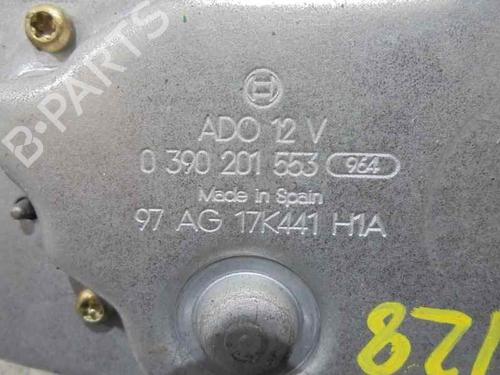 B-PARTS
ADO 12 V
0 390 201 553 964
Made in Spain
97 AG 17K441 H1A
128